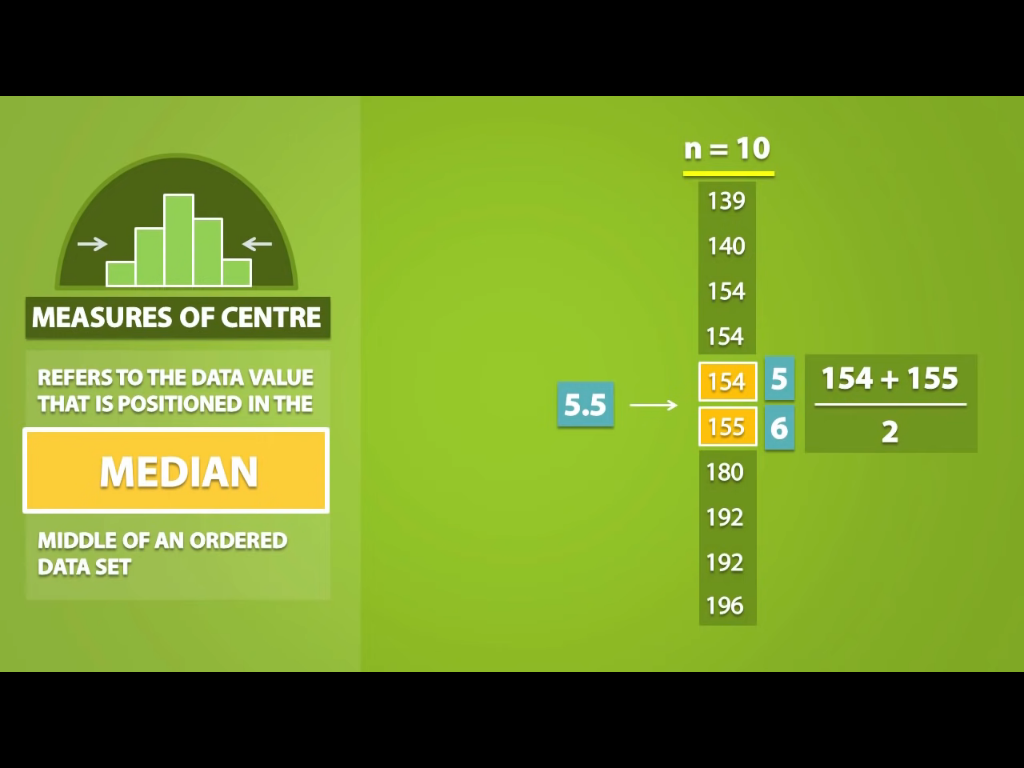 MEASURES OF CENTRE
REFERS TO THE DATA VALUE
THAT IS POSITIONED IN THE
MEDIAN
MIDDLE OF AN ORDERED
DATA SET
n = 10
139
140
154
154
5.5
154 5
155 6
154 + 155
2
180
192
192
196